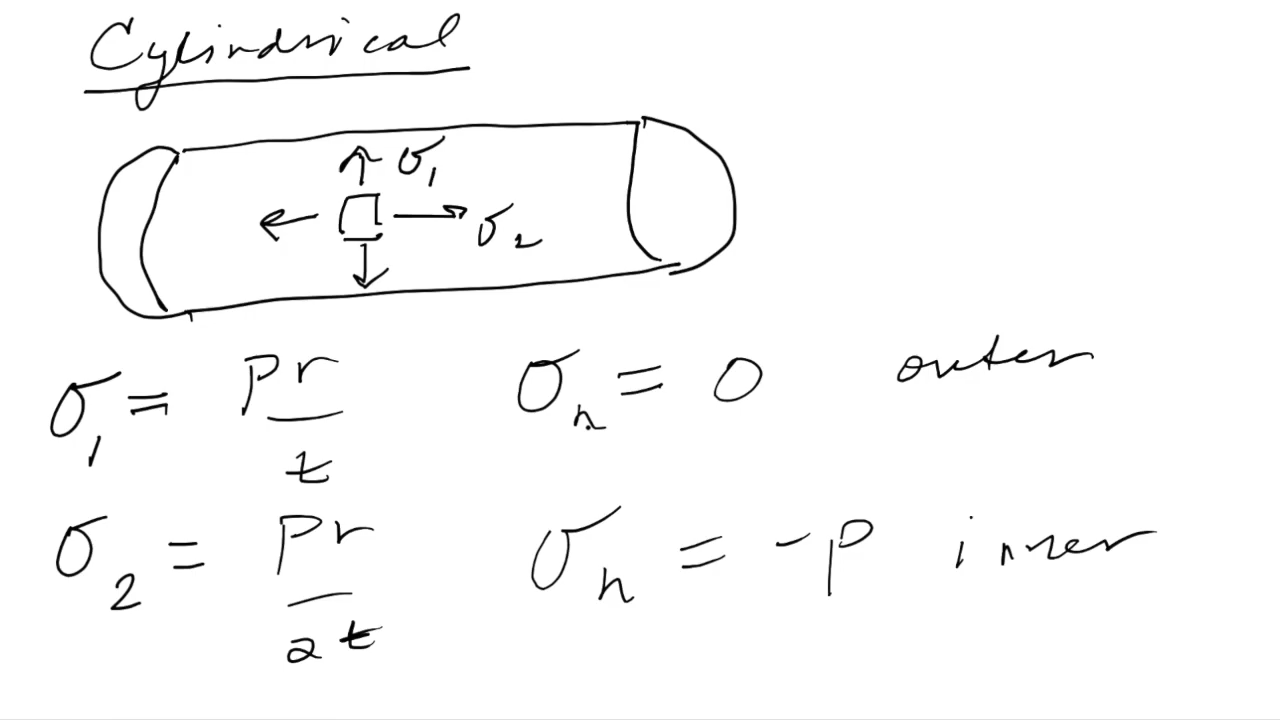 Cylindrical
σ₁
σ₂
σ₁ = Pr/t σₙ = 0 outer
σ₂ = Pr/2t σₙ = -P inner